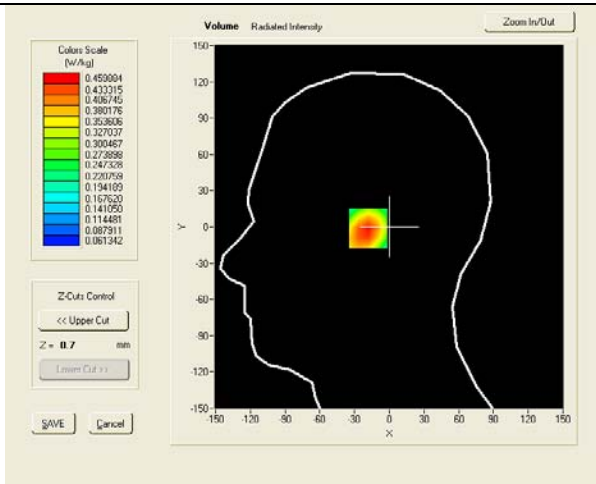 Volume Radiated Intensity
Zoom In/Out
Colors Scale
(W/kg)
0.459884
0.433315
0.406745
0.380176
0.353606
0.327037
0.300467
0.273898
0.247328
0.220759
0.194189
0.167620
0.141050
0.114481
0.087911
0.061342
Z-Cuts Control
<< Upper Cut
Z = 0.7 mm
Lower Cut >>
SAVE Cancel
150-
120-
90-
60-
30-
0-
-30-
-60-
-90-
-120-
-150-
Y
-150 -120 -90 -60 -30 0 30 60 90 120 150
X